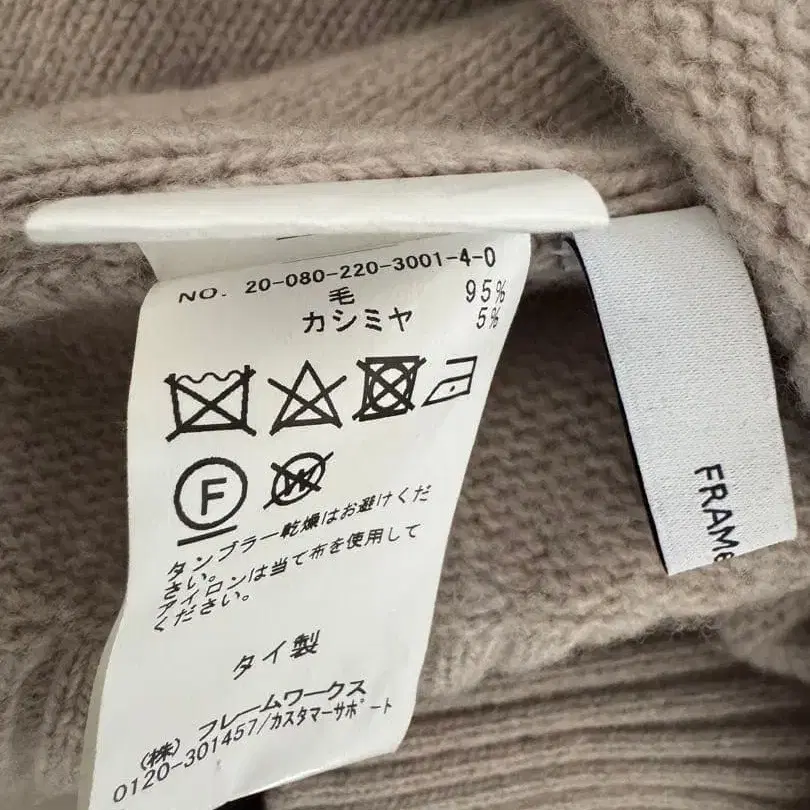 NO. 20-080-220-3001-4-0
毛 95%
カシミヤ 5%
F
W
タンブラー乾燥はお避けくだ
さい。
アイロンは当て布を使用して
ください。
タイ製
(株) フレームワークス
0120-301457/カスタマーサポート
FRAMe